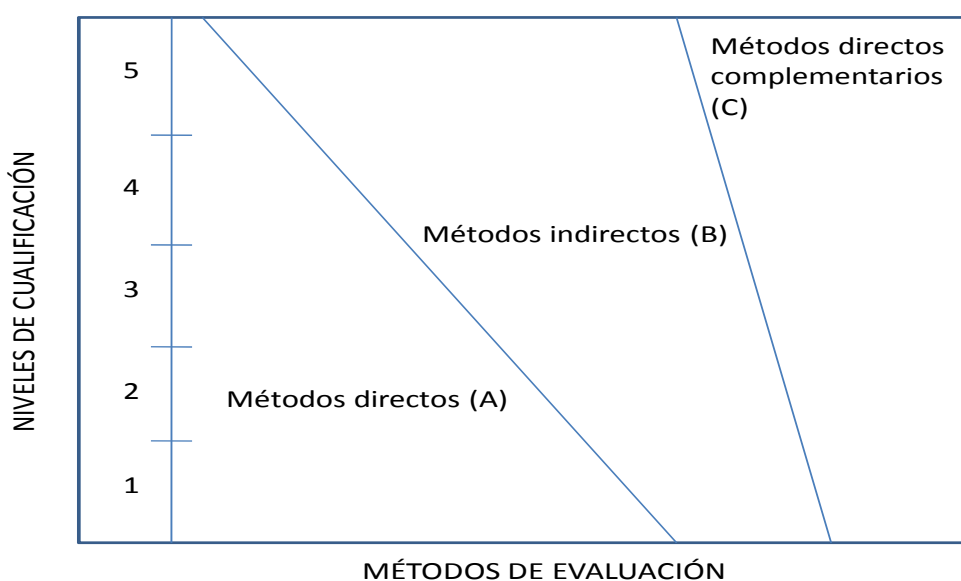 NIVELES DE CUALIFICACIÓN
5
4
3
2
1
Métodos directos
complementarios
(C)
Métodos indirectos (B)
Métodos directos (A)
MÉTODOS DE EVALUACIÓN